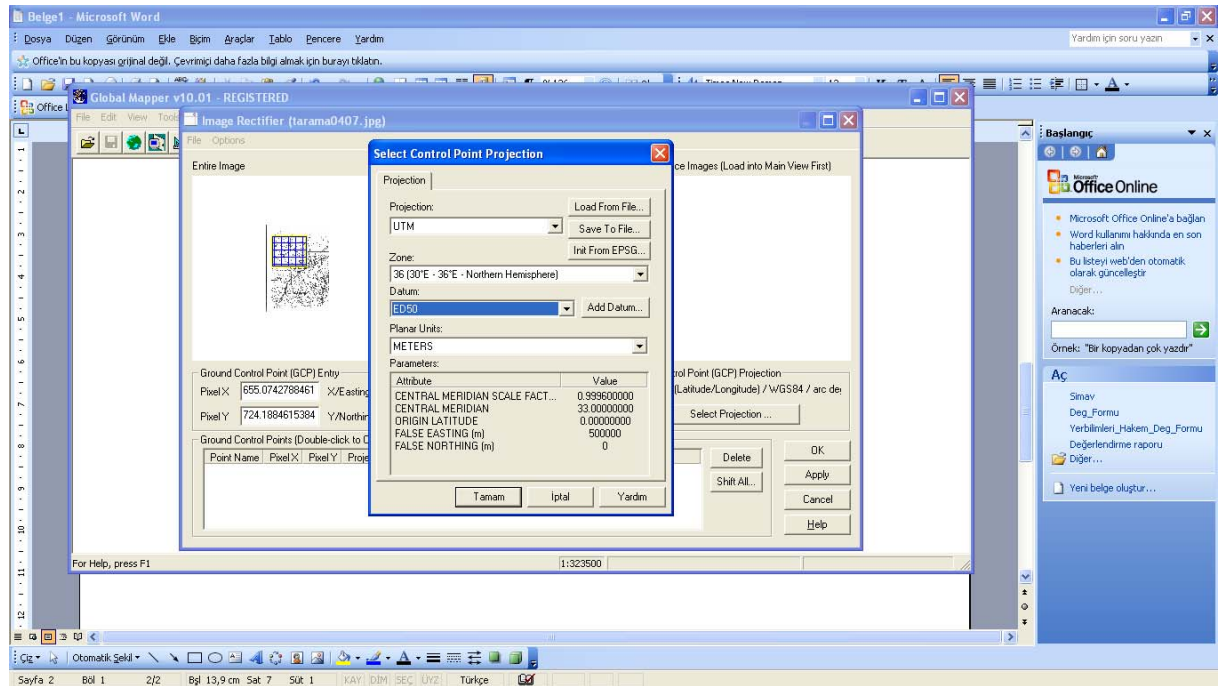 Belge1 - Microsoft Word
Dosya Düzen Görünüm Ekle Biçim Araçlar Tablo Pencere Yardım
Yardım için soru yazın
Office'in bu kopyası orijinal değil. Çevrimiçi daha fazla bilgi almak için burayı tıklatın.
Global Mapper v10.01 - REGISTERED
File Edit View Tools
Image Rectifier (tarama0407.jpg)
File Options
Entire Image
ce Images (Load into Main View First)
Select Control Point Projection
Projection
Projection:
Load From File...
UTM
Save To File...
Init From EPSG...
Zone:
36 (30°E - 36°E - Northern Hemisphere)
Datum:
ED50
Add Datum...
Planar Units:
METERS
Parameters:
Attribute Value
CENTRAL MERIDIAN SCALE FACT... 0.999600000
CENTRAL MERIDIAN 33.00000000
ORIGIN LATITUDE 0.00000000
FALSE EASTING (m) 500000
FALSE NORTHING (m) 0
Tamam İptal Yardım
Ground Control Point (GCP) Entry
Pixel X 655.0742788461 X/Easting
Pixel Y 724.1884615384 Y/Northin
rol Point (GCP) Projection
(Latitude/Longitude) / WGS84 / arc de
Select Projection ...
Ground Control Points (Double-click to C
Point Name Pixel X Pixel Y Proje
Delete
Shift All...
OK
Apply
Cancel
Help
For Help, press F1
1:323500
Başlangıç
Microsoft
Office Online
Microsoft Office Online'a bağlan
Word kullanımı hakkında en son
haberleri alın
Bu listeyi web'den otomatik
olarak güncelleştir
Diğer...
Aranacak:
Örnek: "Bir kopyadan çok yazdır"
Aç
Simav
Deg_Formu
Yerbilimleri_Hakem_Deg_Formu
Değerlendirme raporu
Diğer...
Yeni belge oluştur...
Çiz Otomatik Şekil
Sayfa 2 Böl 1 2/2 Bşl 13,9 cm Sat 7 Süt 1 KAY DİM SEÇ ÜYZ Türkçe